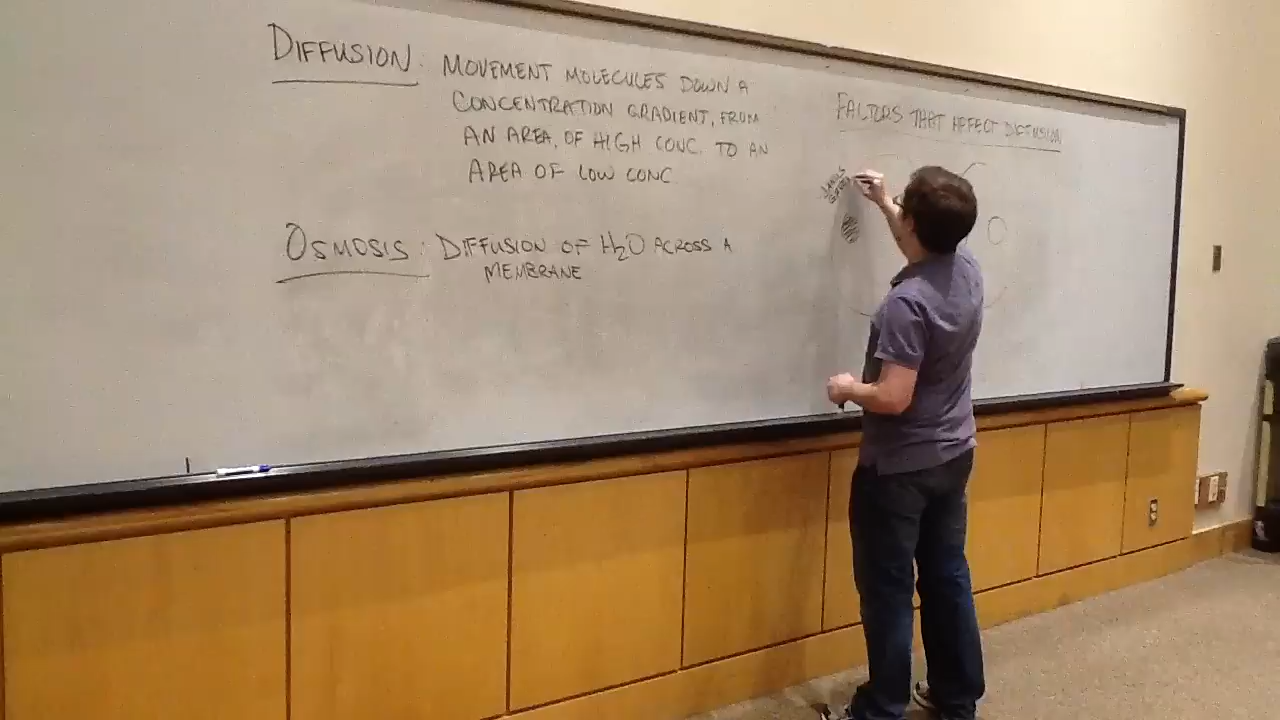 DIFFUSION: MOVEMENT MOLECULES DOWN A
CONCENTRATION GRADIENT, FROM
AN AREA OF HIGH CONC. TO AN
AREA OF LOW CONC
OSMOSIS: DIFFUSION OF H2O ACROSS A
MEMBRANE
FACTORS THAT AFFECT DIFFUSION